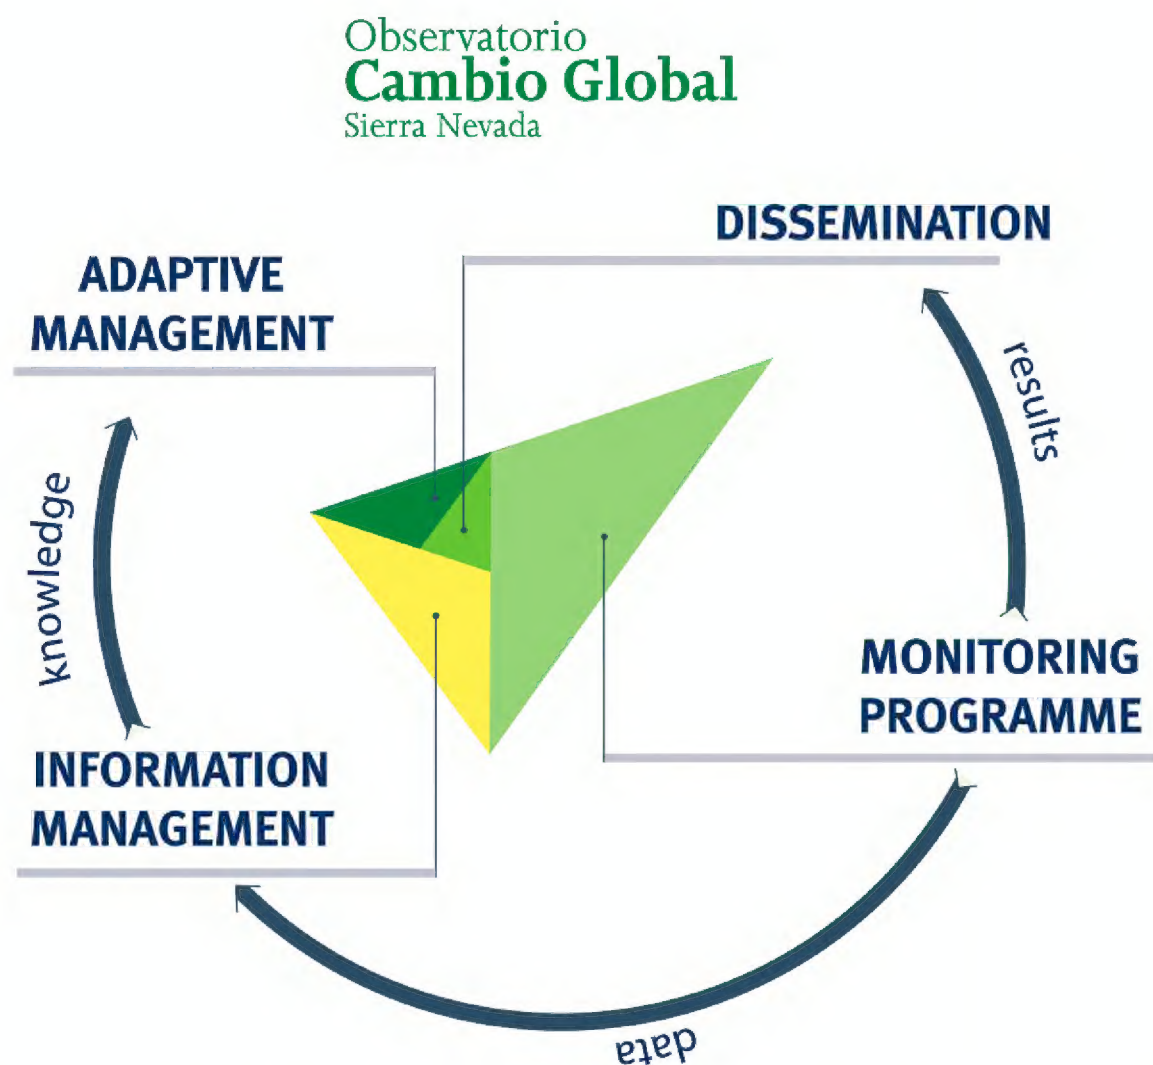 Observatorio
Cambio Global
Sierra Nevada
DISSEMINATION
ADAPTIVE
MANAGEMENT
results
knowledge
MONITORING
PROGRAMME
INFORMATION
MANAGEMENT
data